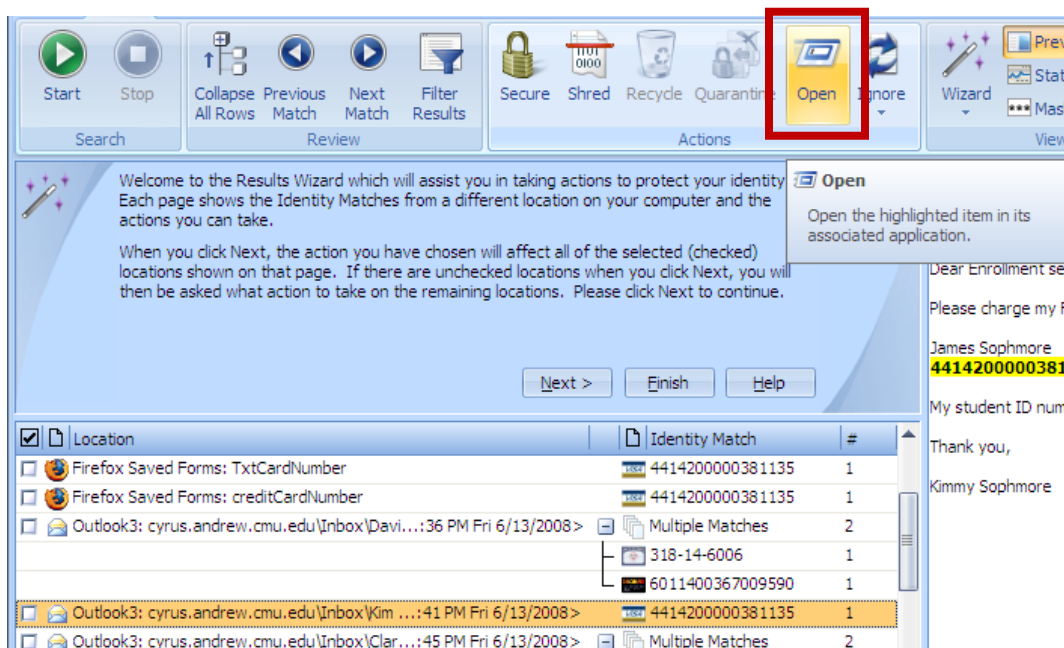 Start
Stop
Collapse All Rows
Previous Match
Next Match
Filter Results
Secure
Shred
Recycle
Quarantine
Open
Ignore
Wizard
Search
Review
Actions
Welcome to the Results Wizard which will assist you in taking actions to protect your identity
Each page shows the Identity Matches from a different location on your computer and the
actions you can take.
When you click Next, the action you have chosen will affect all of the selected (checked)
locations shown on that page. If there are unchecked locations when you click Next, you will
then be asked what action to take on the remaining locations. Please click Next to continue.
Next >
Finish
Help
Open
Open the highlighted item in its
associated application.
Dear Enrollment se
Please charge my
James Sophmore
4414200000381
My student ID num
Thank you,
Kimmy Sophmore
Location
Identity Match
#
Firefox Saved Forms: TxtCardNumber 4414200000381135 1
Firefox Saved Forms: creditCardNumber 4414200000381135 1
Outlook3: cyrus.andrew.cmu.edu\Inbox\Davi...:36 PM Fri 6/13/2008> Multiple Matches 2
318-14-6006 1
6011400367009590 1
Outlook3: cyrus.andrew.cmu.edu\Inbox\Kim ...:41 PM Fri 6/13/2008> 4414200000381135 1
Outlook3: cyrus.andrew.cmu.edu\Inbox\Clar...:45 PM Fri 6/13/2008> Multiple Matches 2